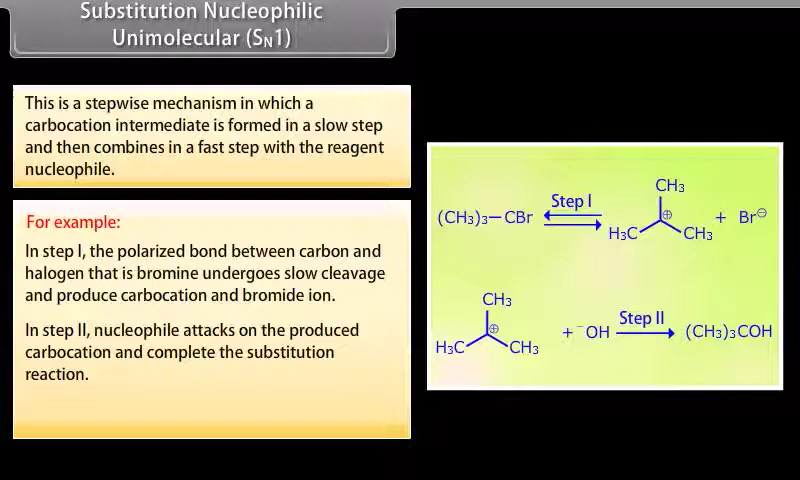 Substitution Nucleophilic
Unimolecular (SN1)
This is a stepwise mechanism in which a
carbocation intermediate is formed in a slow step
and then combines in a fast step with the reagent
nucleophile.
For example:
In step I, the polarized bond between carbon and
halogen that is bromine undergoes slow cleavage
and produce carbocation and bromide ion.
In step II, nucleophile attacks on the produced
carbocation and complete the substitution
reaction.
CH3
(CH3)3—CBr Step I ⊕ + Br⊖
H3C CH3
CH3
⊕ + ⁻OH Step II (CH3)3COH
H3C CH3